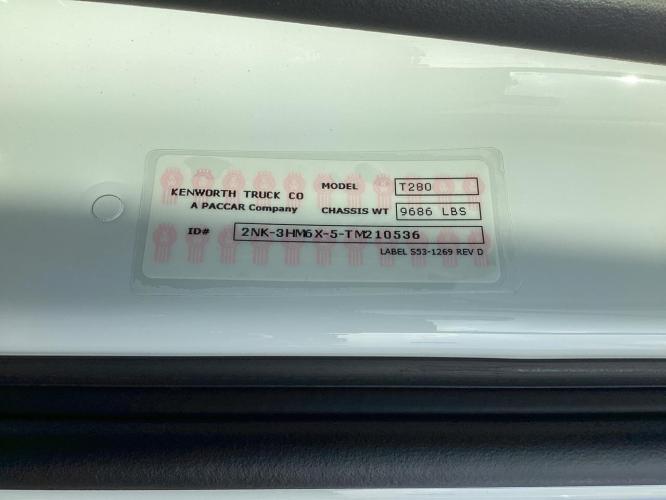 KENWORTH TRUCK CO MODEL T280
A PACCAR Company CHASSIS WT 9686 LBS
ID# 2NK-3HM6X-5-TM210536
LABEL S53-1269 REV D